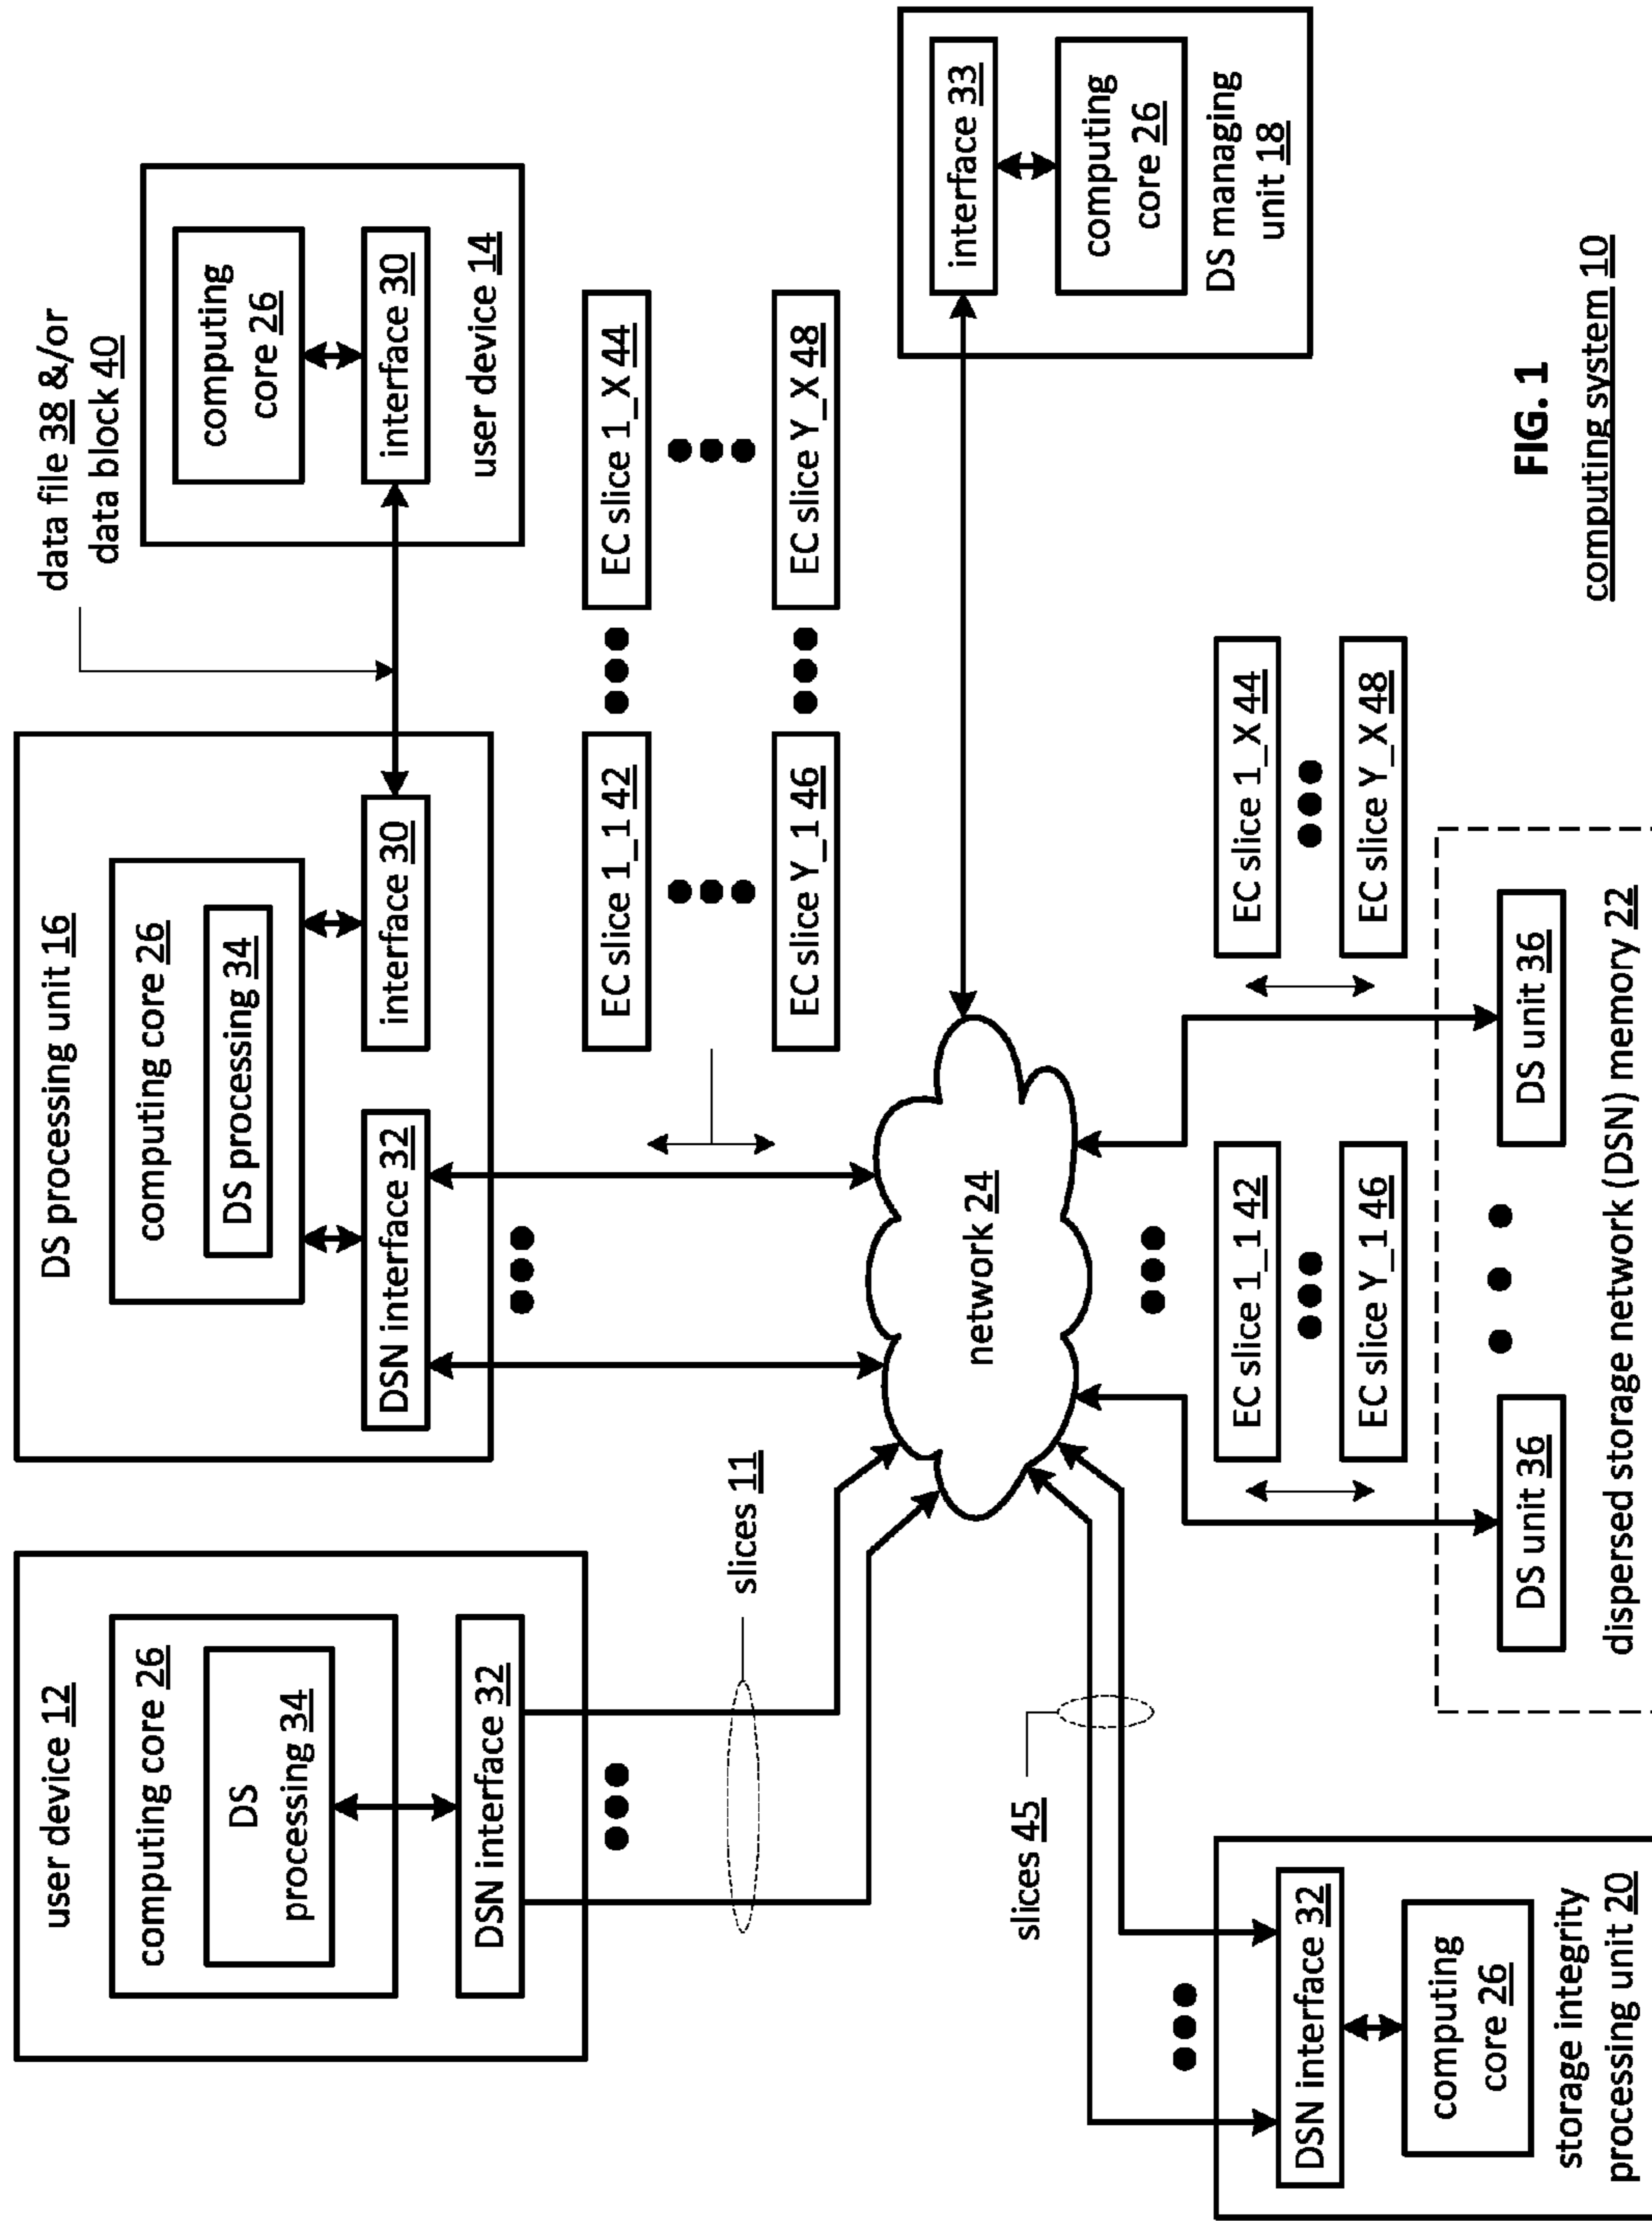 user device 12
computing core 26
DS
processing 34
DSN interface 32
slices 11
DS processing unit 16
computing core 26
DS processing 34
DSN interface 32
interface 30
data file 38 &/or
data block 40
computing
core 26
interface 30
user device 14
EC slice 1_1 42
EC slice 1_X 44
EC slice Y_1 46
EC slice Y_X 48
network 24
interface 33
computing
core 26
DS managing
unit 18
slices 45
DSN interface 32
computing
core 26
storage integrity
processing unit 20
EC slice 1_1 42
EC slice Y_1 46
EC slice 1_X 44
EC slice Y_X 48
DS unit 36
DS unit 36
dispersed storage network (DSN) memory 22
FIG. 1
computing system 10